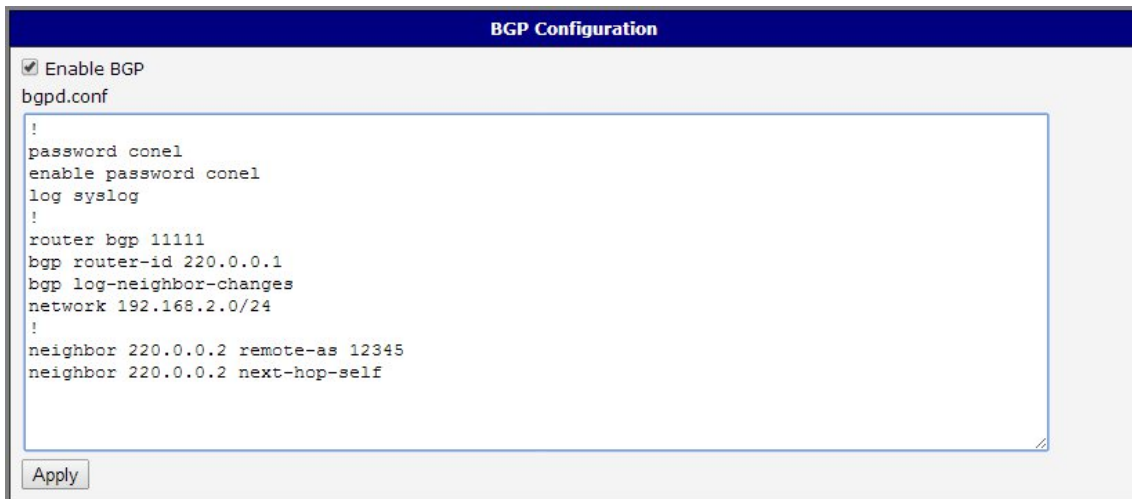 BGP Configuration
Enable BGP
bgpd.conf
!
password conel
enable password conel
log syslog
!
router bgp 11111
bgp router-id 220.0.0.1
bgp log-neighbor-changes
network 192.168.2.0/24
!
neighbor 220.0.0.2 remote-as 12345
neighbor 220.0.0.2 next-hop-self
Apply